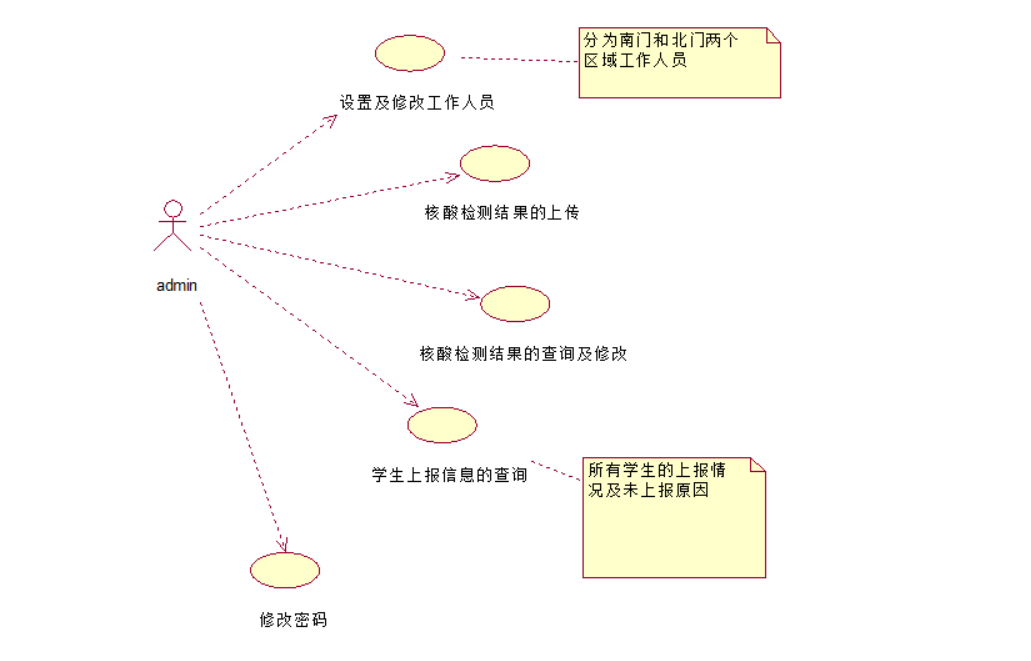 分为南门和北门两个
区域工作人员
设置及修改工作人员
核酸检测结果的上传
admin
核酸检测结果的查询及修改
学生上报信息的查询
所有学生的上报情
况及未上报原因
修改密码